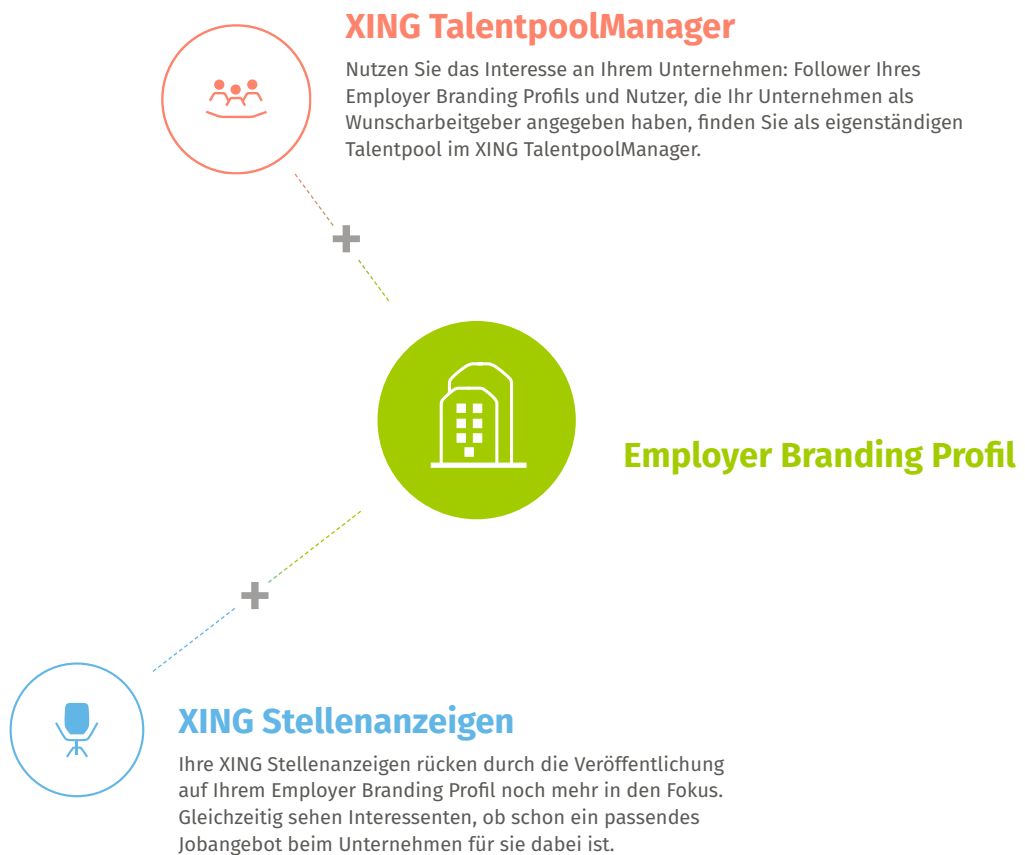 XING TalentpoolManager
Nutzen Sie das Interesse an Ihrem Unternehmen: Follower Ihres
Employer Branding Profils und Nutzer, die Ihr Unternehmen als
Wunscharbeitgeber angegeben haben, finden Sie als eigenständigen
Talentpool im XING TalentpoolManager.
Employer Branding Profil
XING Stellenanzeigen
Ihre XING Stellenanzeigen rücken durch die Veröffentlichung
auf Ihrem Employer Branding Profil noch mehr in den Fokus.
Gleichzeitig sehen Interessenten, ob schon ein passendes
Jobangebot beim Unternehmen für sie dabei ist.